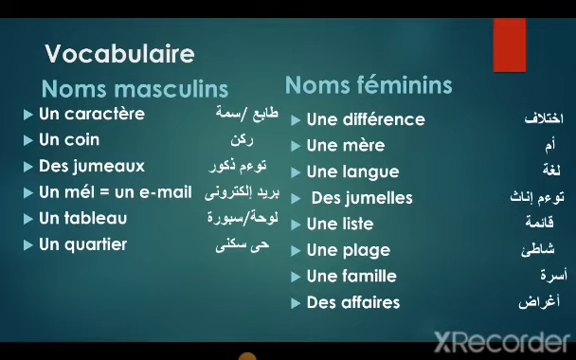 Vocabulaire
Noms masculins
Un caractère طابع /سمة
Un coin ركن
Des jumeaux توءم ذكور
Un mél = un e-mail بريد إلكترونى
Un tableau لوحة/سبورة
Un quartier حى سكنى
Noms féminins
Une différence اختلاف
Une mère أم
Une langue لغة
Des jumelles توءم إناث
Une liste قائمة
Une plage شاطئ
Une famille أسرة
Des affaires أغراض
XRecorder